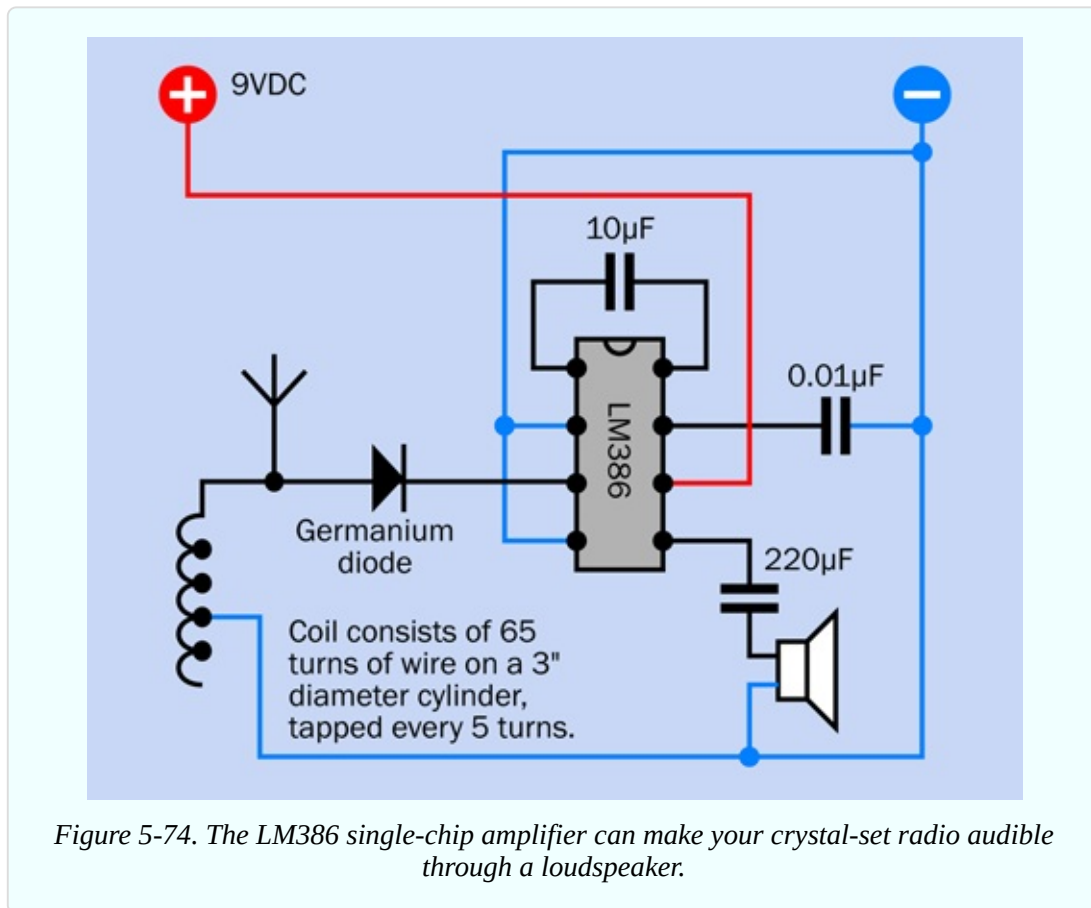 9VDC
10µF
LM386
0.01µF
Germanium
diode
220µF
Coil consists of 65
turns of wire on a 3"
diameter cylinder,
tapped every 5 turns.
Figure 5-74. The LM386 single-chip amplifier can make your crystal-set radio audible
through a loudspeaker.